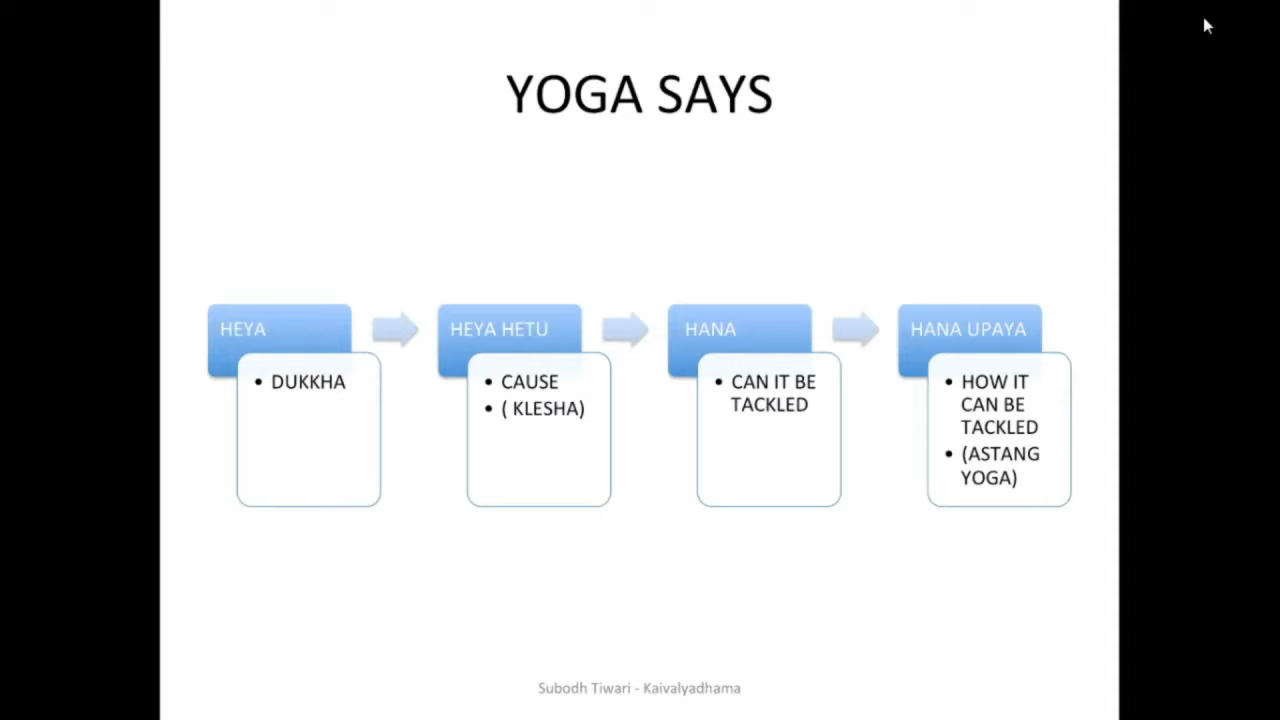 YOGA SAYS
HEYA
• DUKKHA
HEYA HETU
• CAUSE
• ( KLESHA)
HANA
• CAN IT BE
TACKLED
HANA UPAYA
• HOW IT
CAN BE
TACKLED
• (ASTANG
YOGA)
Subodh Tiwari - Kaivalyadhama